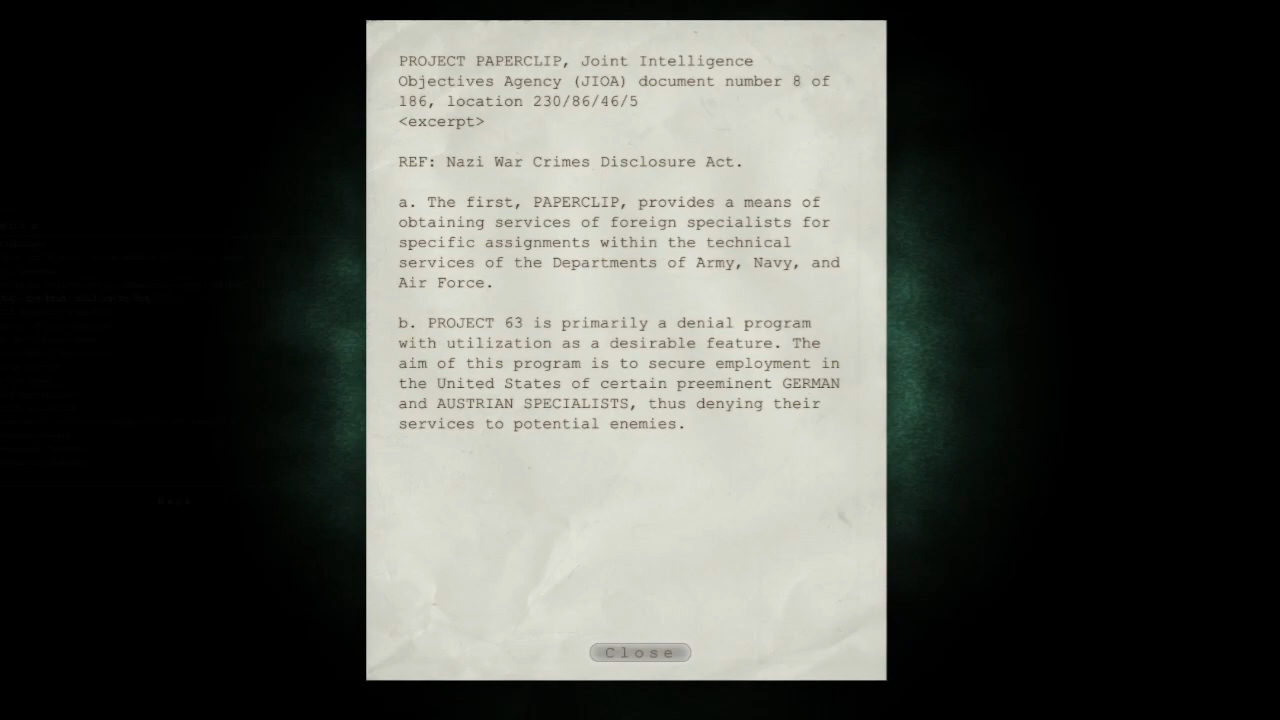 PROJECT PAPERCLIP, Joint Intelligence
Objectives Agency (JIOA) document number 8 of
186, location 230/86/46/5
<excerpt>
REF: Nazi War Crimes Disclosure Act.
a. The first, PAPERCLIP, provides a means of
obtaining services of foreign specialists for
specific assignments within the technical
services of the Departments of Army, Navy, and
Air Force.
b. PROJECT 63 is primarily a denial program
with utilization as a desirable feature. The
aim of this program is to secure employment in
the United States of certain preeminent GERMAN
and AUSTRIAN SPECIALISTS, thus denying their
services to potential enemies.
Close